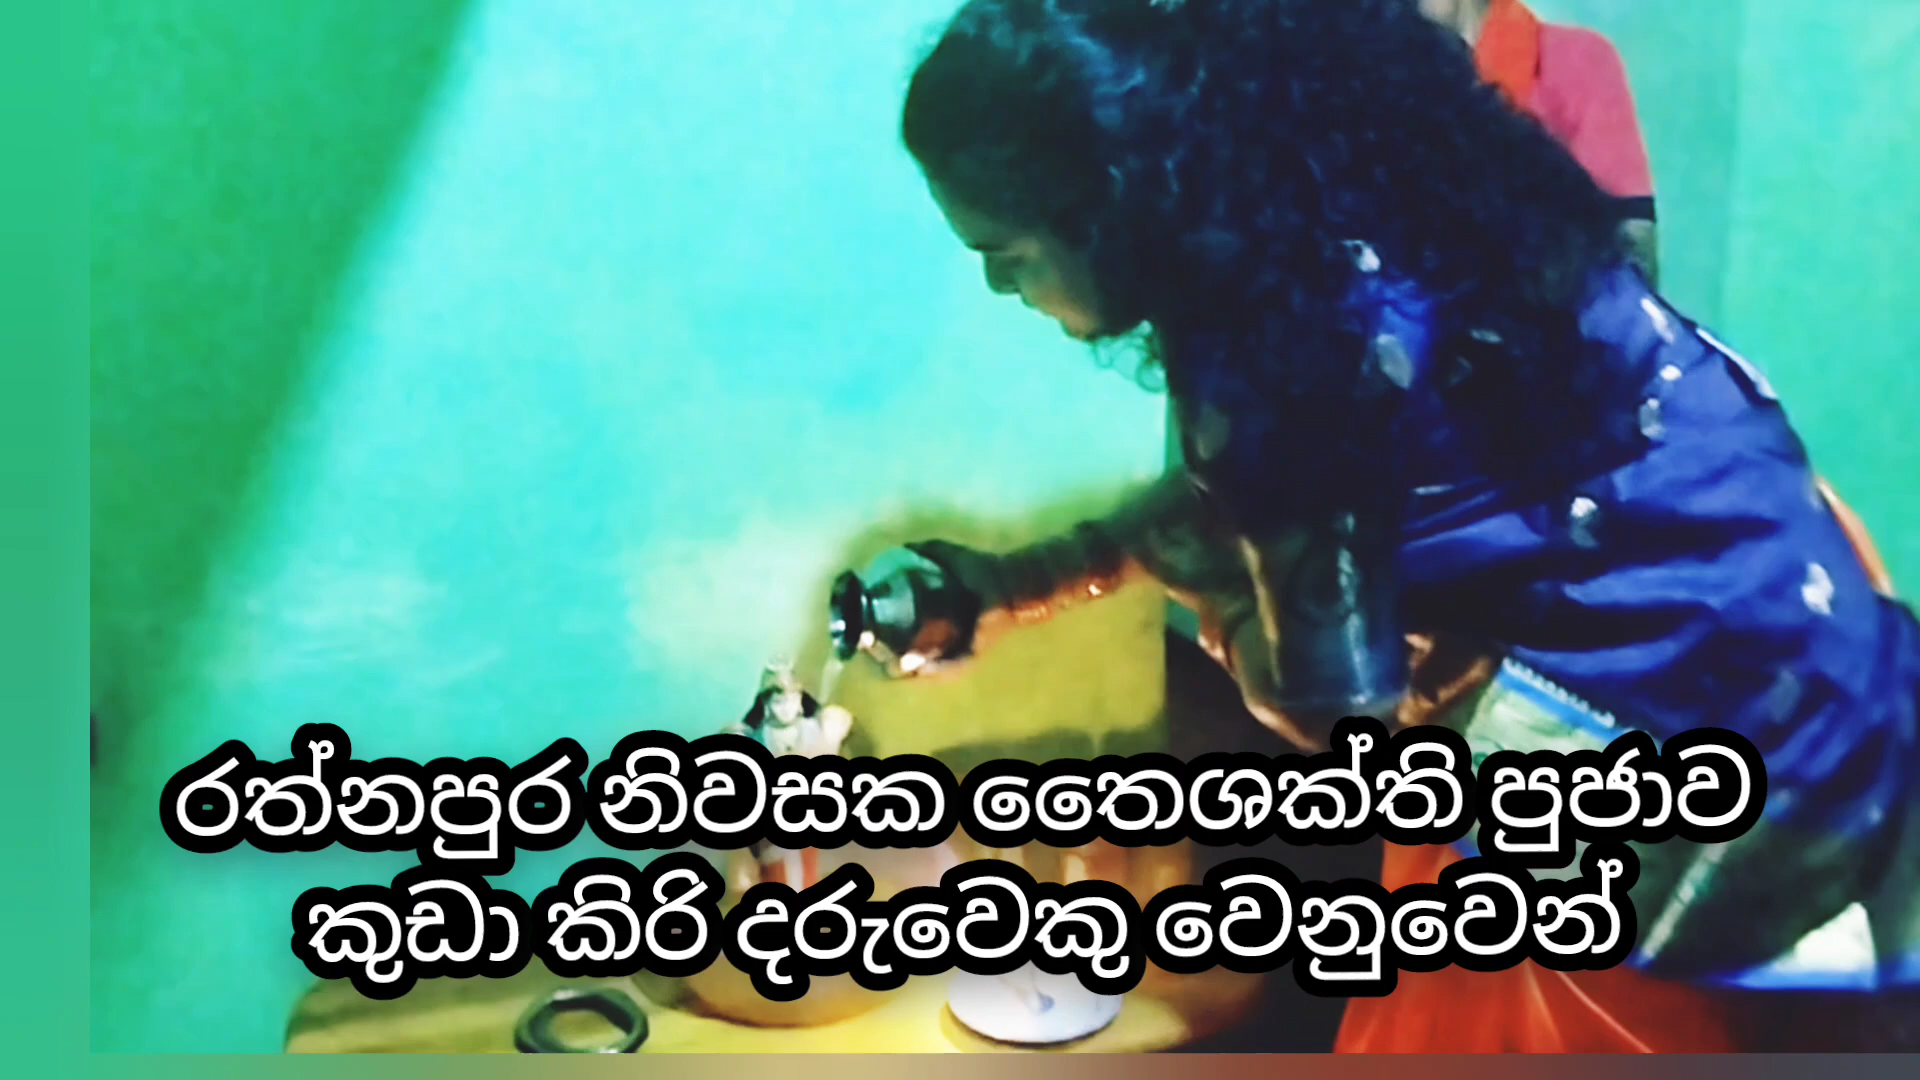 රත්නපුර නිවසක තෛශක්ති පුජාව
කුඩා කිරි දරුවෙකු වෙනුවෙන්